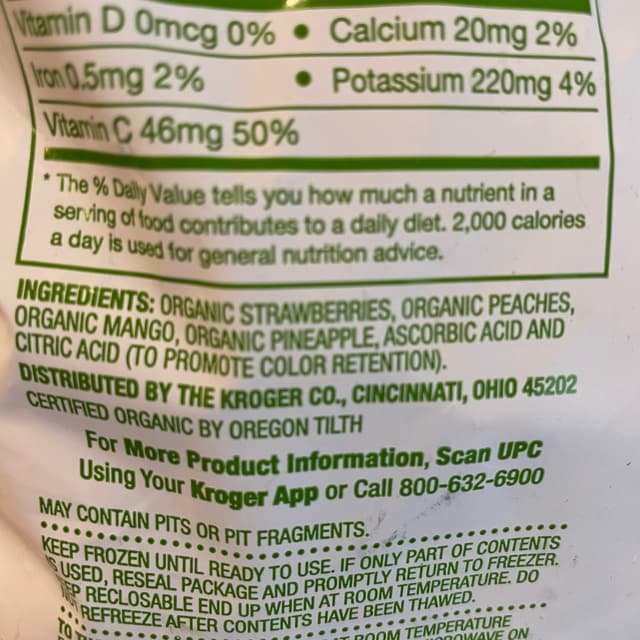 Vitamin D 0mcg 0% • Calcium 20mg 2%
Iron 0.5mg 2% • Potassium 220mg 4%
Vitamin C 46mg 50%
* The % Daily Value tells you how much a nutrient in a
serving of food contributes to a daily diet. 2,000 calories
a day is used for general nutrition advice.
INGREDIENTS: ORGANIC STRAWBERRIES, ORGANIC PEACHES,
ORGANIC MANGO, ORGANIC PINEAPPLE, ASCORBIC ACID AND
CITRIC ACID (TO PROMOTE COLOR RETENTION).
DISTRIBUTED BY THE KROGER CO., CINCINNATI, OHIO 45202
CERTIFIED ORGANIC BY OREGON TILTH
For More Product Information, Scan UPC
Using Your Kroger App or Call 800-632-6900
MAY CONTAIN PITS OR PIT FRAGMENTS.
KEEP FROZEN UNTIL READY TO USE. IF ONLY PART OF CONTENTS
USED, RESEAL PACKAGE AND PROMPTLY RETURN TO FREEZER.
RECLOSABLE END UP WHEN AT ROOM TEMPERATURE. DO
REFREEZE AFTER CONTENTS HAVE BEEN THAWED.
TO ROOM TEMPERATURE
ON